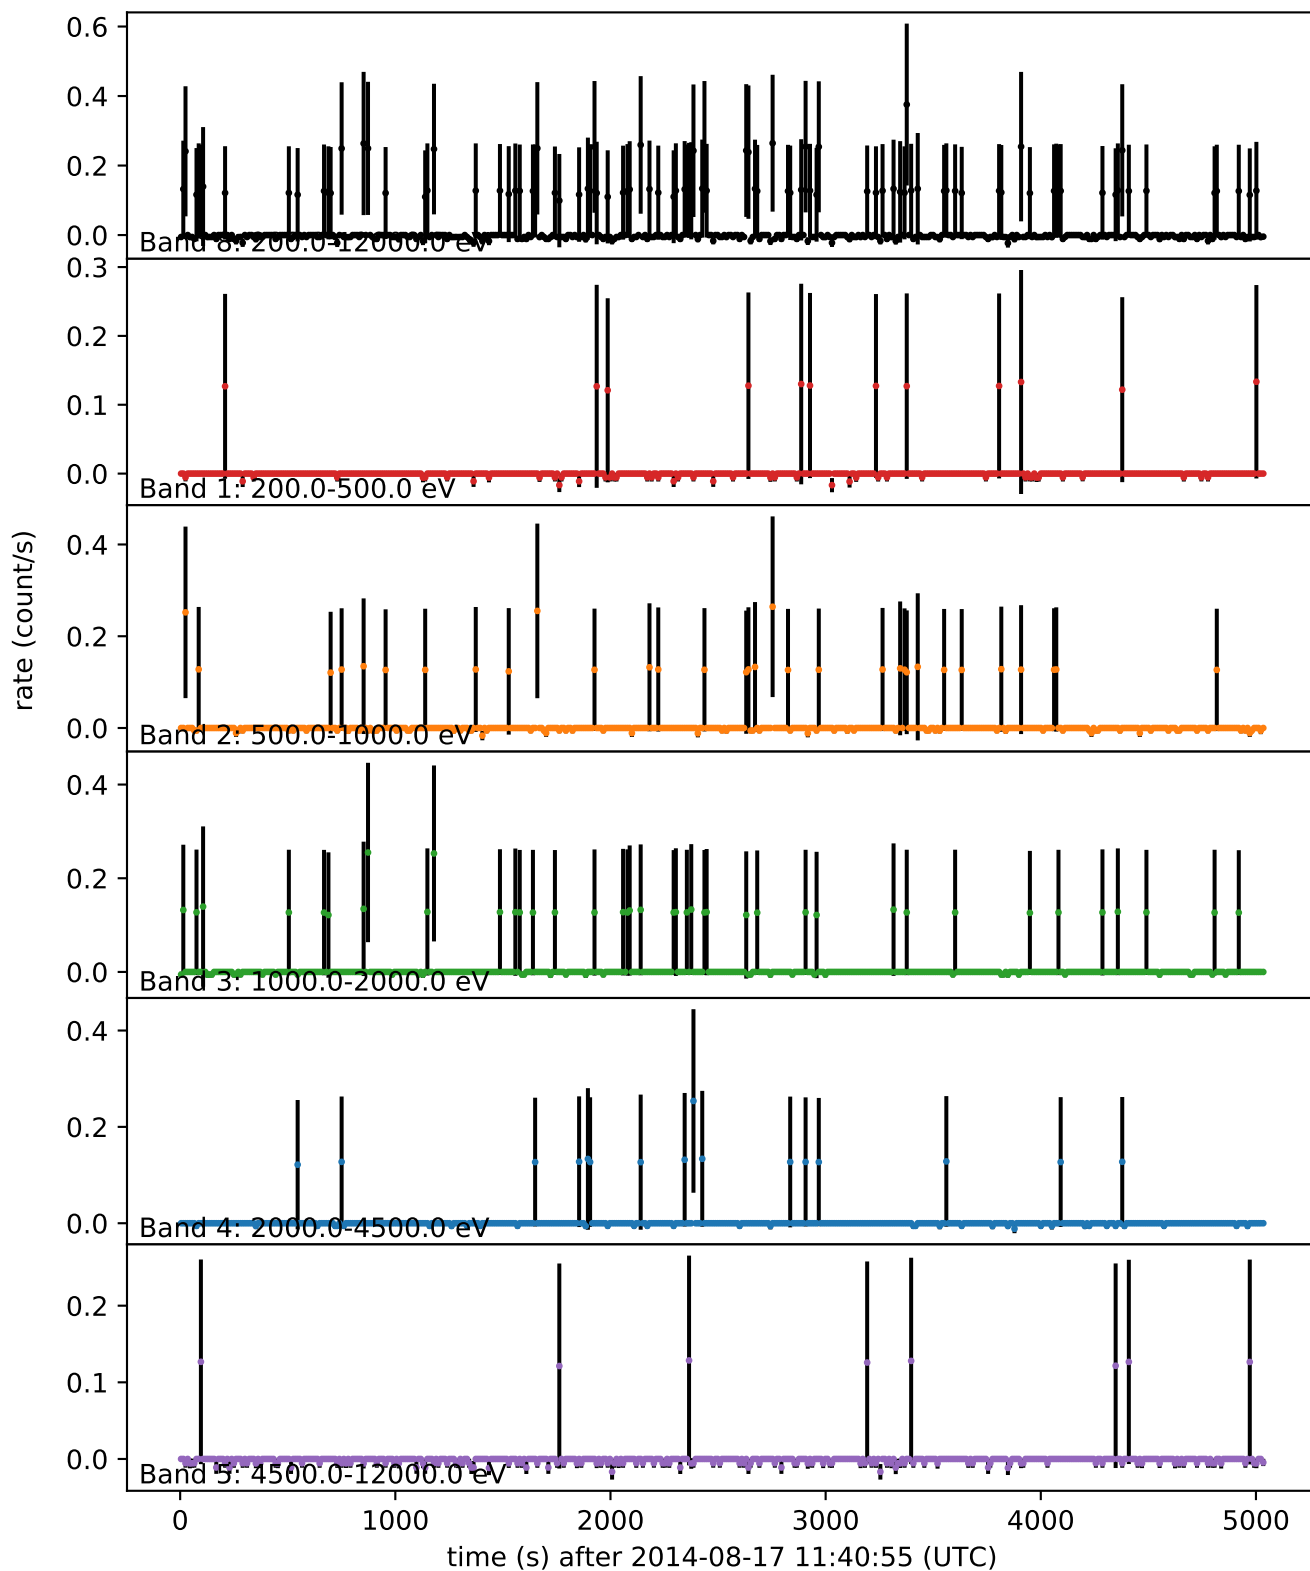 0.6
0.4
0.2
0.0
Band 8: 200.0-12000.0 eV
0.3
0.2
0.1
0.0
Band 1: 200.0-500.0 eV
rate (count/s)
0.4
0.2
0.0
Band 2: 500.0-1000.0 eV
0.4
0.2
0.0
Band 3: 1000.0-2000.0 eV
0.4
0.2
0.0
Band 4: 2000.0-4500.0 eV
0.2
0.1
0.0
Band 5: 4500.0-12000.0 eV
0 1000 2000 3000 4000 5000
time (s) after 2014-08-17 11:40:55 (UTC)